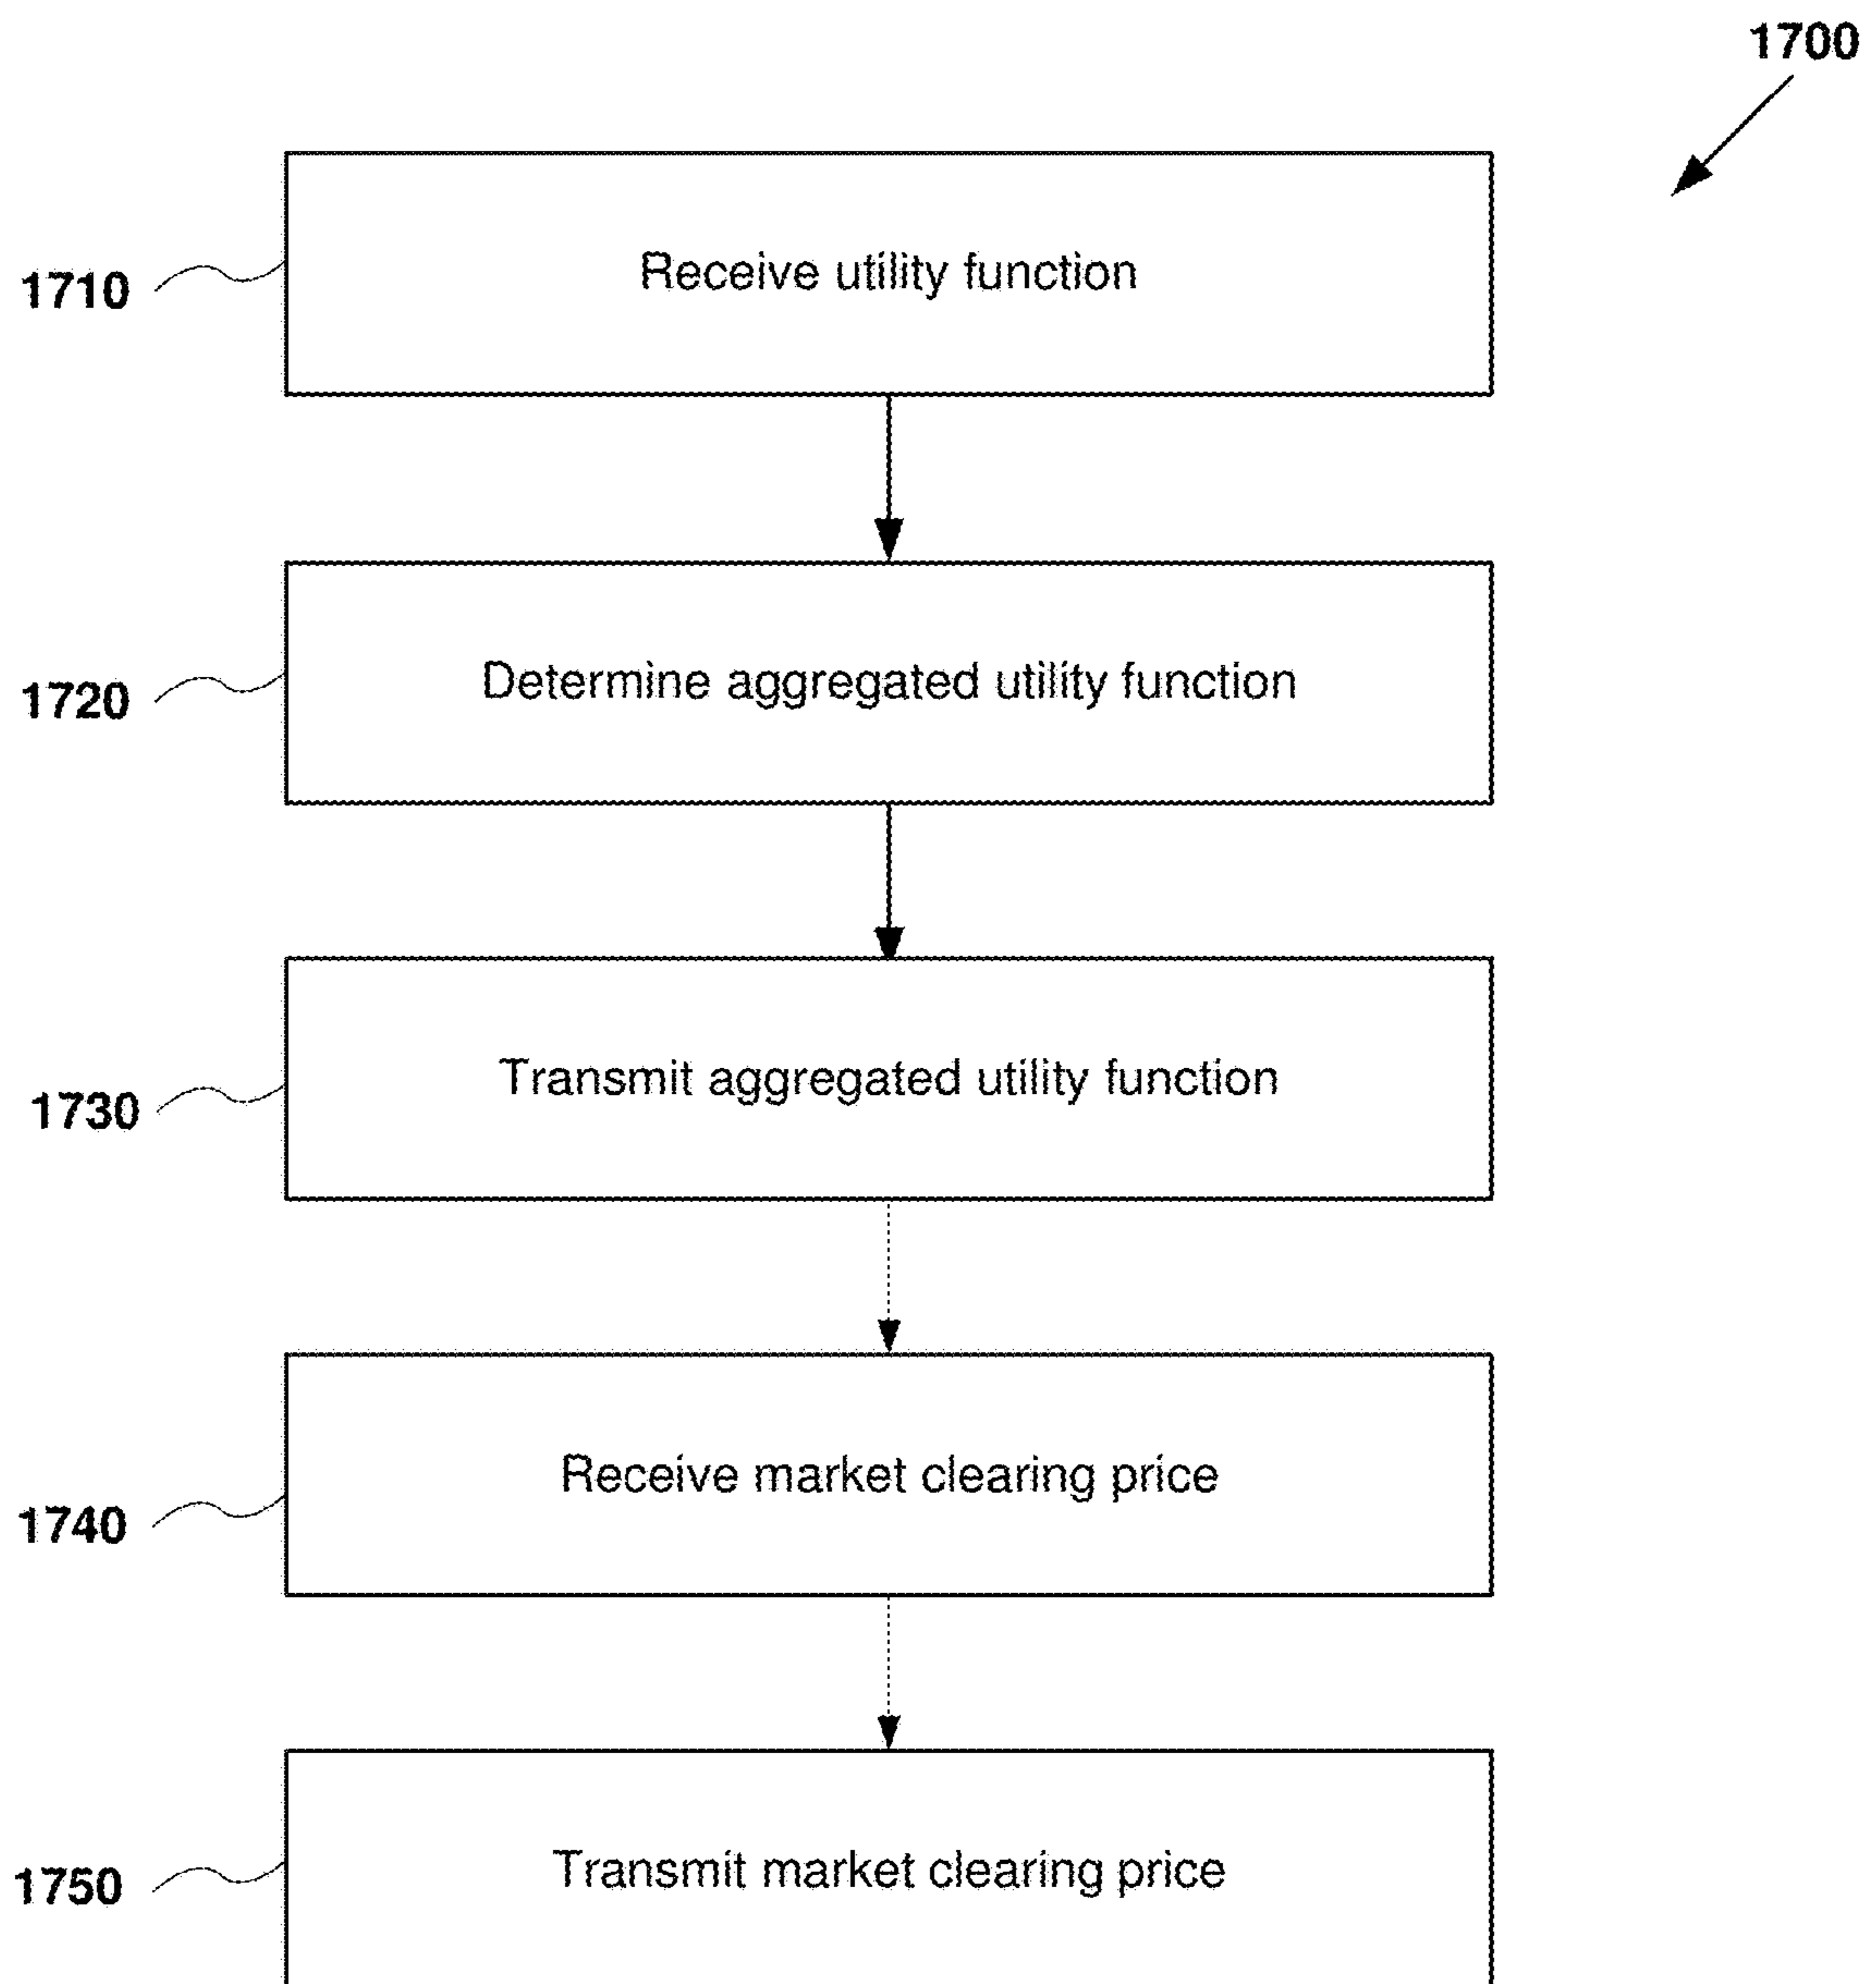 1700
Receive utility function
1710
Determine aggregated utility function
1720
Transmit aggregated utility function
1730
Receive market clearing price
1740
Transmit market clearing price
1750